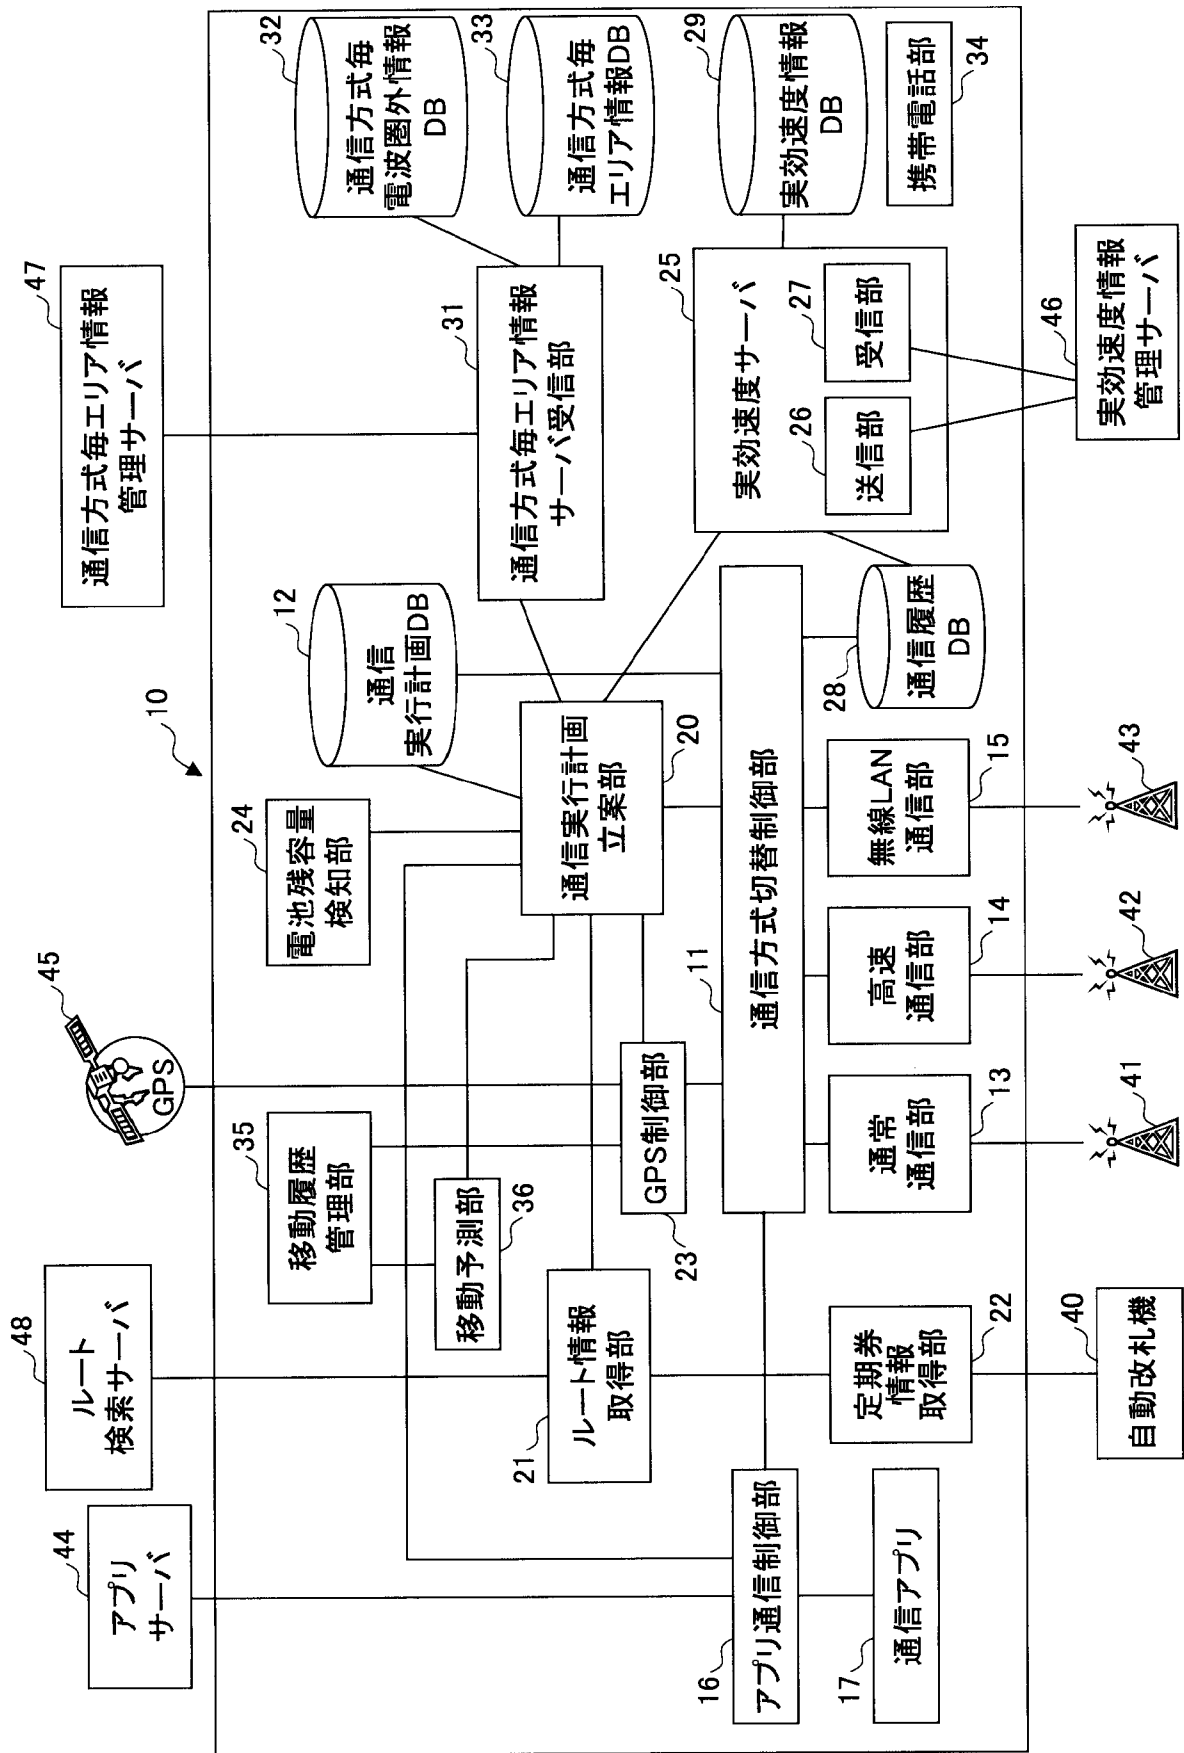 44
アプリ
サーバ
48
ルート
検索サーバ
45
GPS
10
47
通信方式毎エリア情報
管理サーバ
35
移動履歴
管理部
24
電池残容量
検知部
12
通信
実行計画DB
32
通信方式毎
電波圏外情報
DB
36
移動予測部
31
通信方式毎エリア情報
サーバ受信部
33
通信方式毎
エリア情報DB
21
ルート情報
取得部
23
GPS制御部
20
通信実行計画
立案部
25
実効速度サーバ
26
送信部
27
受信部
29
実効速度情報
DB
16
アプリ通信制御部
11
通信方式切替制御部
17
通信アプリ
22
定期券
情報
取得部
13
通常
通信部
14
高速
通信部
15
無線LAN
通信部
28
通信履歴
DB
34
携帯電話部
40
自動改札機
41
42
43
46
実効速度情報
管理サーバ